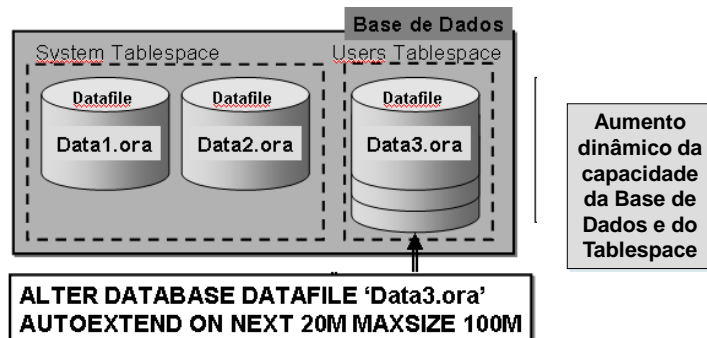 Base de Dados
System Tablespace
Users Tablespace
Datafile
Datafile
Datafile
Data1.ora
Data2.ora
Data3.ora
Aumento
dinâmico da
capacidade
da Base de
Dados e do
Tablespace
ALTER DATABASE DATAFILE ‘Data3.ora’
AUTOEXTEND ON NEXT 20M MAXSIZE 100M